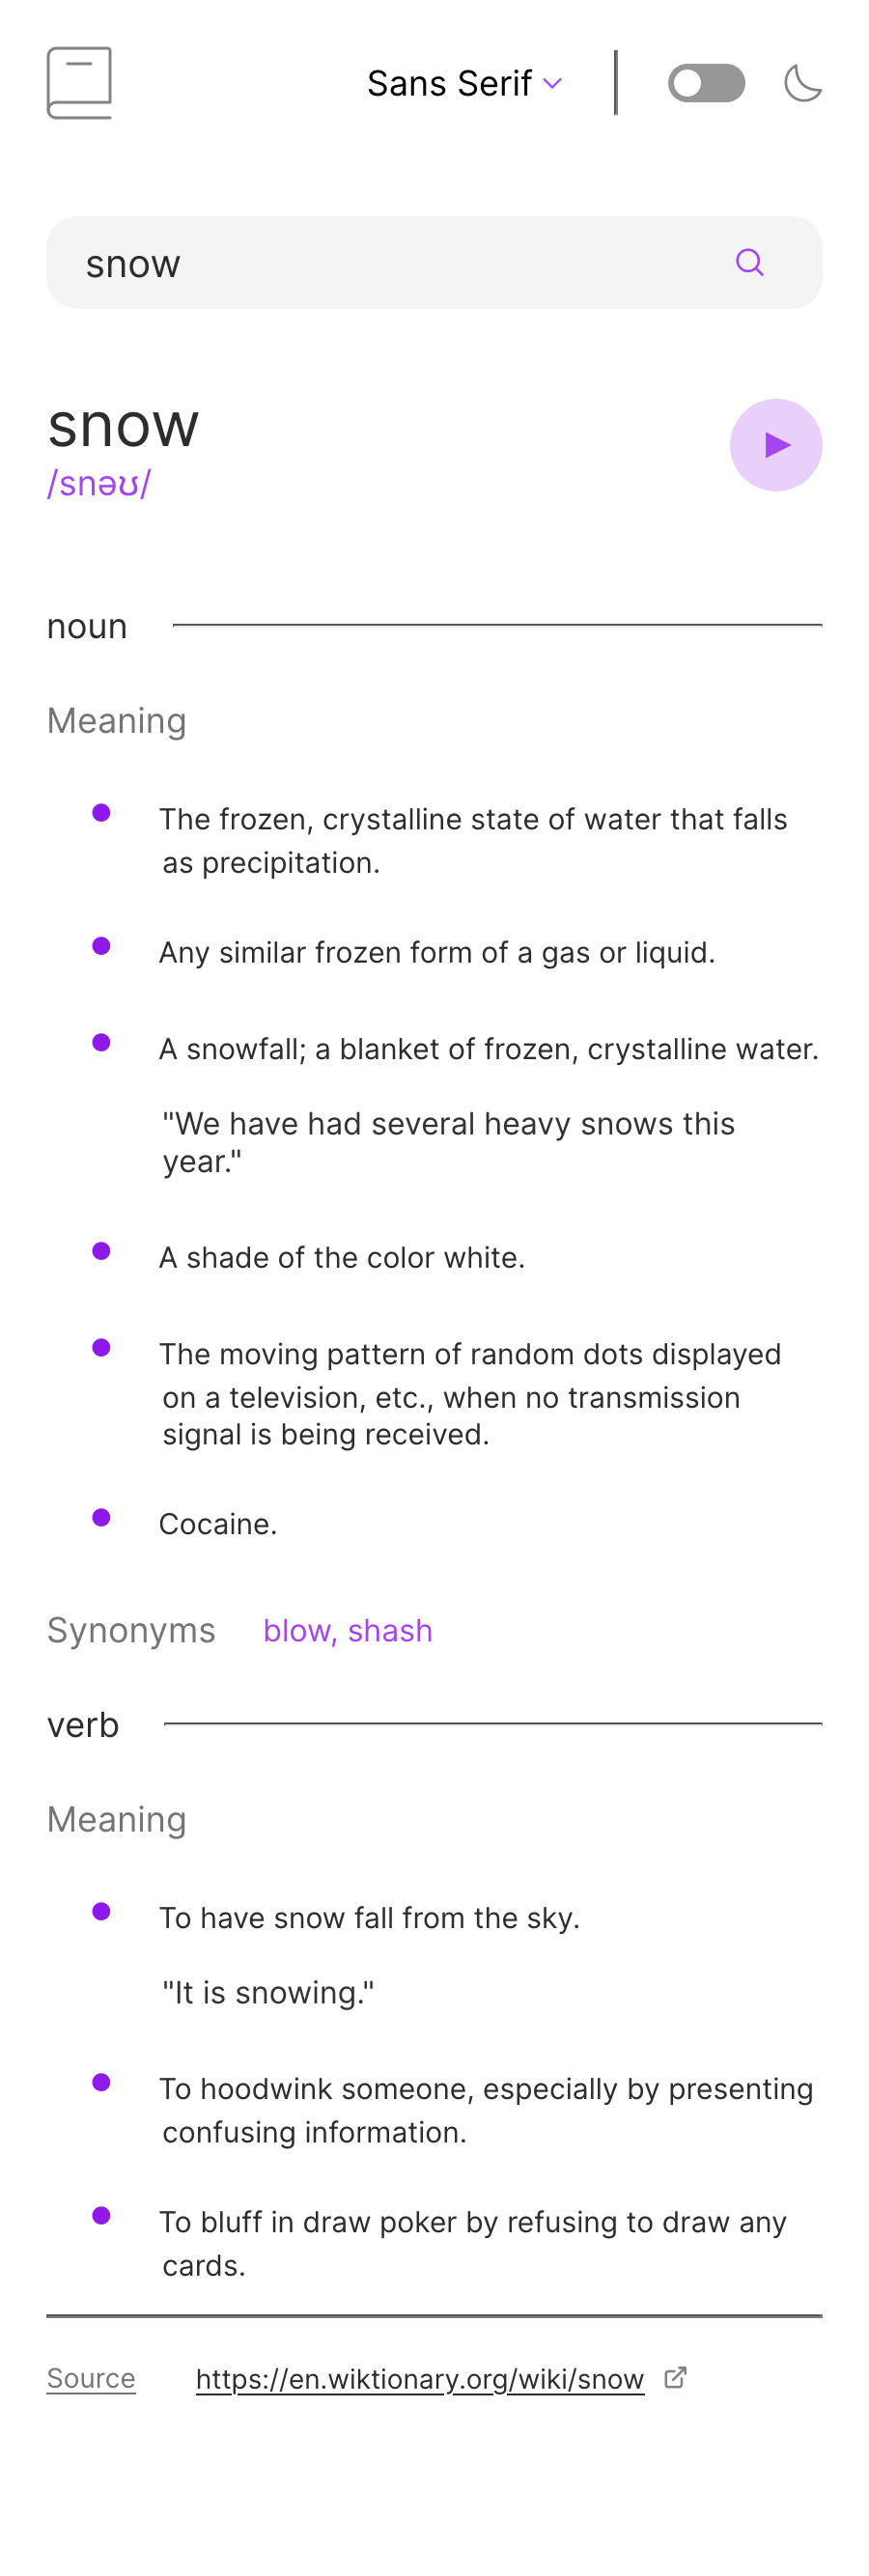 Sans Serif
snow
snow
/snəʊ/
noun
Meaning
The frozen, crystalline state of water that falls
as precipitation.
Any similar frozen form of a gas or liquid.
A snowfall; a blanket of frozen, crystalline water.
"We have had several heavy snows this
year."
A shade of the color white.
The moving pattern of random dots displayed
on a television, etc., when no transmission
signal is being received.
Cocaine.
Synonyms blow, shash
verb
Meaning
To have snow fall from the sky.
"It is snowing."
To hoodwink someone, especially by presenting
confusing information.
To bluff in draw poker by refusing to draw any
cards.
Source https://en.wiktionary.org/wiki/snow